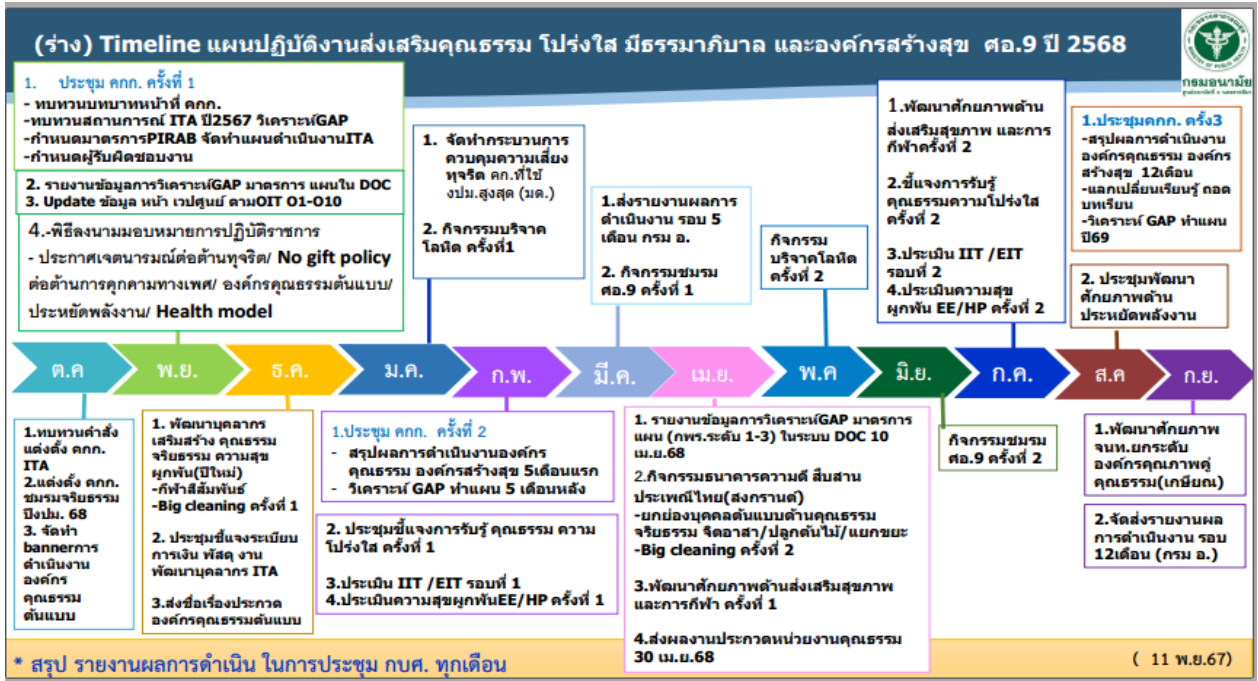 (ร่าง) Timeline แผนปฏิบัติงานส่งเสริมคุณธรรม โปร่งใส มีธรรมาภิบาล และองค์กรสร้างสุข ศอ.9 ปี 2568
กรมอนามัย
1. ประชุม คกก. ครั้งที่ 1
- ทบทวนบทบาทหน้าที่ คกก.
-ทบทวนสถานการณ์ ITA ปี2567 วิเคราะห์GAP
-กำหนดมาตรการPIRAB จัดทำแผนดำเนินงานITA
-กำหนดผู้รับผิดชอบงาน
2. รายงานข้อมูลการวิเคราะห์GAP มาตรการ แผนใน DOC
3. Update ข้อมูล หน้า เวปศูนย์ ตามOIT O1-O10
4.-พิธีลงนามมอบหมายการปฏิบัติราชการ
- ประกาศเจตนารมณ์ต่อต้านทุจริต/ No gift policy
ต่อต้านการคุกคามทางเพศ/ องค์กรคุณธรรมต้นแบบ/
ประหยัดพลังงาน/ Health model
1. จัดทำกระบวนการ
ควบคุมความเสี่ยง
ทุจริต คก.ที่ใช้
งปม.สูงสุด (มค.)
2. กิจกรรมบริจาค
โลหิต ครั้งที่1
1.ส่งรายงานผลการ
ดำเนินงาน รอบ 5
เดือน กรม อ.
2. กิจกรรมชมรม
ศอ.9 ครั้งที่ 1
กิจกรรม
บริจาคโลหิต
ครั้งที่ 2
1.พัฒนาศักยภาพด้าน
ส่งเสริมสุขภาพ และการ
กีฬาครั้งที่ 2
2.ชี้แจงการรับรู้
คุณธรรมความโปร่งใส
ครั้งที่ 2
3.ประเมิน IIT /EIT
รอบที่ 2
4.ประเมินความสุข
ผูกพัน EE/HP ครั้งที่ 2
1.ประชุมคกก. ครั้ง3
-สรุปผลการดำเนินงาน
องค์กรคุณธรรม องค์กร
สร้างสุข 12เดือน
-แลกเปลี่ยนเรียนรู้ ถอด
บทเรียน
-วิเคราะห์ GAP ทำแผน
ปี69
2. ประชุมพัฒนา
ศักยภาพด้าน
ประหยัดพลังงาน
ต.ค พ.ย. ธ.ค. ม.ค. ก.พ. มี.ค. เม.ย. พ.ค มิ.ย. ก.ค. ส.ค ก.ย.
1.ทบทวนคำสั่ง
แต่งตั้ง คกก.
ITA
2.แต่งตั้ง คกก.
ชมรมจริยธรรม
ปีงปม. 68
3. จัดทำ
bannerการ
ดำเนินงาน
องค์กร
คุณธรรม
ต้นแบบ
1. พัฒนาบุคลากร
เสริมสร้าง คุณธรรม
จริยธรรม ความสุข
ผูกพัน(ปีใหม่)
-กีฬาสีสัมพันธ์
-Big cleaning ครั้งที่ 1
2. ประชุมชี้แจงระเบียบ
การเงิน พัสดุ งาน
พัฒนาบุคลากร ITA
3.ส่งชื่อเรื่องประกวด
องค์กรคุณธรรมต้นแบบ
1.ประชุม คกก. ครั้งที่ 2
- สรุปผลการดำเนินงานองค์กร
คุณธรรม องค์กรสร้างสุข 5เดือนแรก
- วิเคราะห์ GAP ทำแผน 5 เดือนหลัง
2. ประชุมชี้แจงการรับรู้ คุณธรรม ความ
โปร่งใส ครั้งที่ 1
3.ประเมิน IIT /EIT รอบที่ 1
4.ประเมินความสุขผูกพันEE/HP ครั้งที่ 1
1. รายงานข้อมูลการวิเคราะห์GAP มาตรการ
แผน (กพร.ระดับ 1-3) ในระบบ DOC 10
เม.ย.68
2.กิจกรรมธนาคารความดี สืบสาน
ประเพณีไทย(สงกรานต์)
-ยกย่องบุคคลต้นแบบด้านคุณธรรม
จริยธรรม จิตอาสา/ปลูกต้นไม้/แยกขยะ
-Big cleaning ครั้งที่ 2
3.พัฒนาศักยภาพด้านส่งเสริมสุขภาพ
และการกีฬา ครั้งที่ 1
4.ส่งผลงานประกวดหน่วยงานคุณธรรม
30 เม.ย.68
กิจกรรมชมรม
ศอ.9 ครั้งที่ 2
1.พัฒนาศักยภาพ
จนท.ยกระดับ
องค์กรคุณภาพคู่
คุณธรรม(เกษียณ)
2.จัดส่งรายงานผล
การดำเนินงาน รอบ
12เดือน (กรม อ.)
* สรุป รายงานผลการดำเนิน ในการประชุม กบศ. ทุกเดือน
( 11 พ.ย.67)